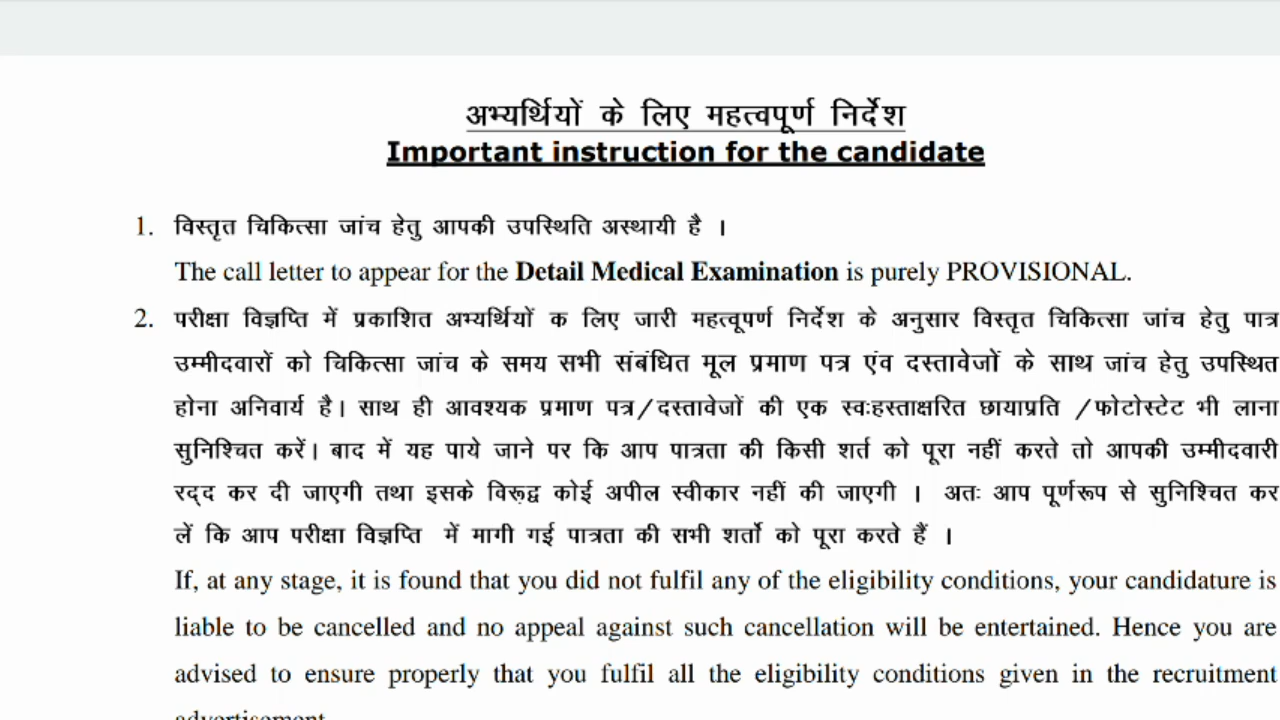 अभ्यर्थियों के लिए महत्वपूर्ण निर्देश
Important instruction for the candidate
1. विस्तृत चिकित्सा जांच हेतु आपकी उपस्थिति अस्थायी है ।
The call letter to appear for the Detail Medical Examination is purely PROVISIONAL.
2. परीक्षा विज्ञप्ति में प्रकाशित अभ्यर्थियों क लिए जारी महत्वूपर्ण निर्देश के अनुसार विस्तृत चिकित्सा जांच हेतु पात्र
उम्मीदवारों को चिकित्सा जांच के समय सभी संबंधित मूल प्रमाण पत्र एंव दस्तावेजों के साथ जांच हेतु उपस्थित
होना अनिवार्य है। साथ ही आवश्यक प्रमाण पत्र/दस्तावेजों की एक स्वःहस्ताक्षरित छायाप्रति /फोटोस्टेट भी लाना
सुनिश्चित करें। बाद में यह पाये जाने पर कि आप पात्रता की किसी शर्त को पूरा नहीं करते तो आपकी उम्मीदवारी
रद्द कर दी जाएगी तथा इसके विरूद्व कोई अपील स्वीकार नहीं की जाएगी । अतः आप पूर्णरूप से सुनिश्चित कर
लें कि आप परीक्षा विज्ञप्ति में मागी गई पात्रता की सभी शर्तों को पूरा करते हैं ।
If, at any stage, it is found that you did not fulfil any of the eligibility conditions, your candidature is
liable to be cancelled and no appeal against such cancellation will be entertained. Hence you are
advised to ensure properly that you fulfil all the eligibility conditions given in the recruitment
advertisement.